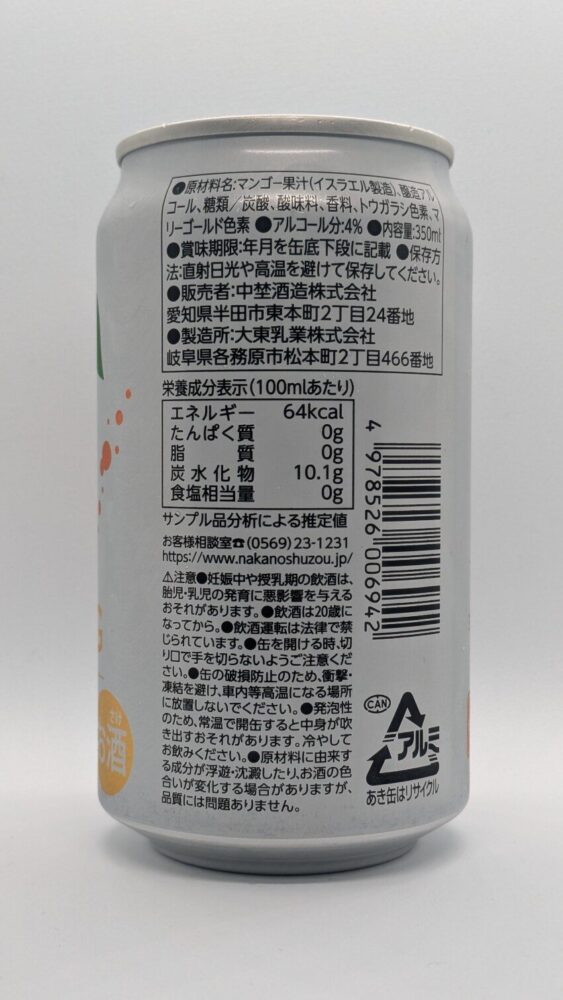 ●原材料名:マンゴー果汁(イスラエル製造)、醸造アル
コール、糖類/炭酸、酸味料、香料、トウガラシ色素、マ
リーゴールド色素 ●アルコール分:4% ●内容量:350ml
●賞味期限:年月を缶底下段に記載 ●保存方
法:直射日光や高温を避けて保存してください。
●販売者:中埜酒造株式会社
愛知県半田市東本町2丁目24番地
●製造所:大東乳業株式会社
岐阜県各務原市松本町2丁目466番地
栄養成分表示(100mlあたり)
エネルギー 64kcal
たんぱく質 0g
脂質 0g
炭水化物 10.1g
食塩相当量 0g
サンプル品分析による推定値
お客様相談室☎(0569)23-1231
https://www.nakanoshuzou.jp/
⚠注意●妊娠中や授乳期の飲酒は、
胎児・乳児の発育に悪影響を与える
おそれがあります。●飲酒は20歳に
なってから。●飲酒運転は法律で禁
じられています。●缶を開ける時、切
り口で手を切らないようご注意くだ
さい。●缶の破損防止のため、衝撃・
凍結を避け、車内等高温になる場所
に放置しないでください。●発泡性
のため、常温で開缶すると中身が吹
き出すおそれがあります。冷やして
お飲みください。●原材料に由来す
る成分が浮遊・沈澱したり、お酒の色
合いが変化する場合がありますが、
品質には問題ありません。
4 978526 006942
CAN
アルミ
あき缶はリサイクル
さけ
お酒
G